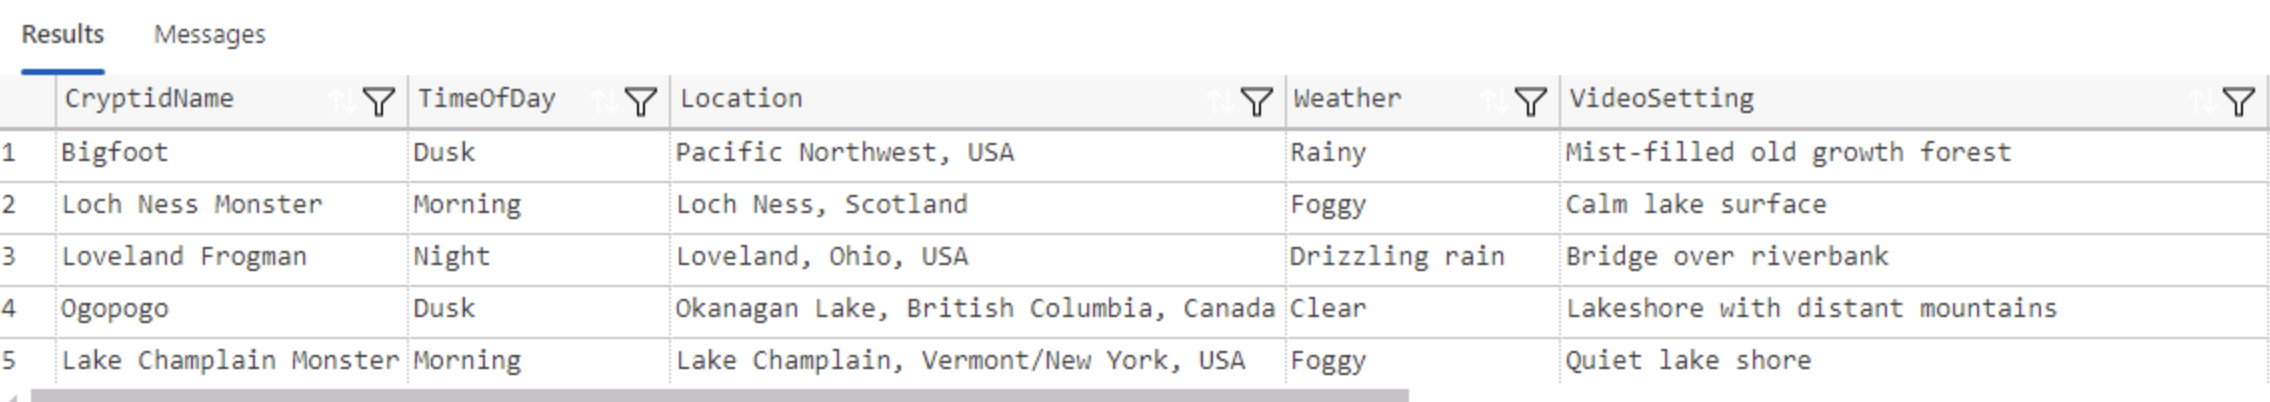 Results Messages
CryptidName TimeOfDay Location Weather VideoSetting
1 Bigfoot Dusk Pacific Northwest, USA Rainy Mist-filled old growth forest
2 Loch Ness Monster Morning Loch Ness, Scotland Foggy Calm lake surface
3 Loveland Frogman Night Loveland, Ohio, USA Drizzling rain Bridge over riverbank
4 Ogopogo Dusk Okanagan Lake, British Columbia, Canada Clear Lakeshore with distant mountains
5 Lake Champlain Monster Morning Lake Champlain, Vermont/New York, USA Foggy Quiet lake shore